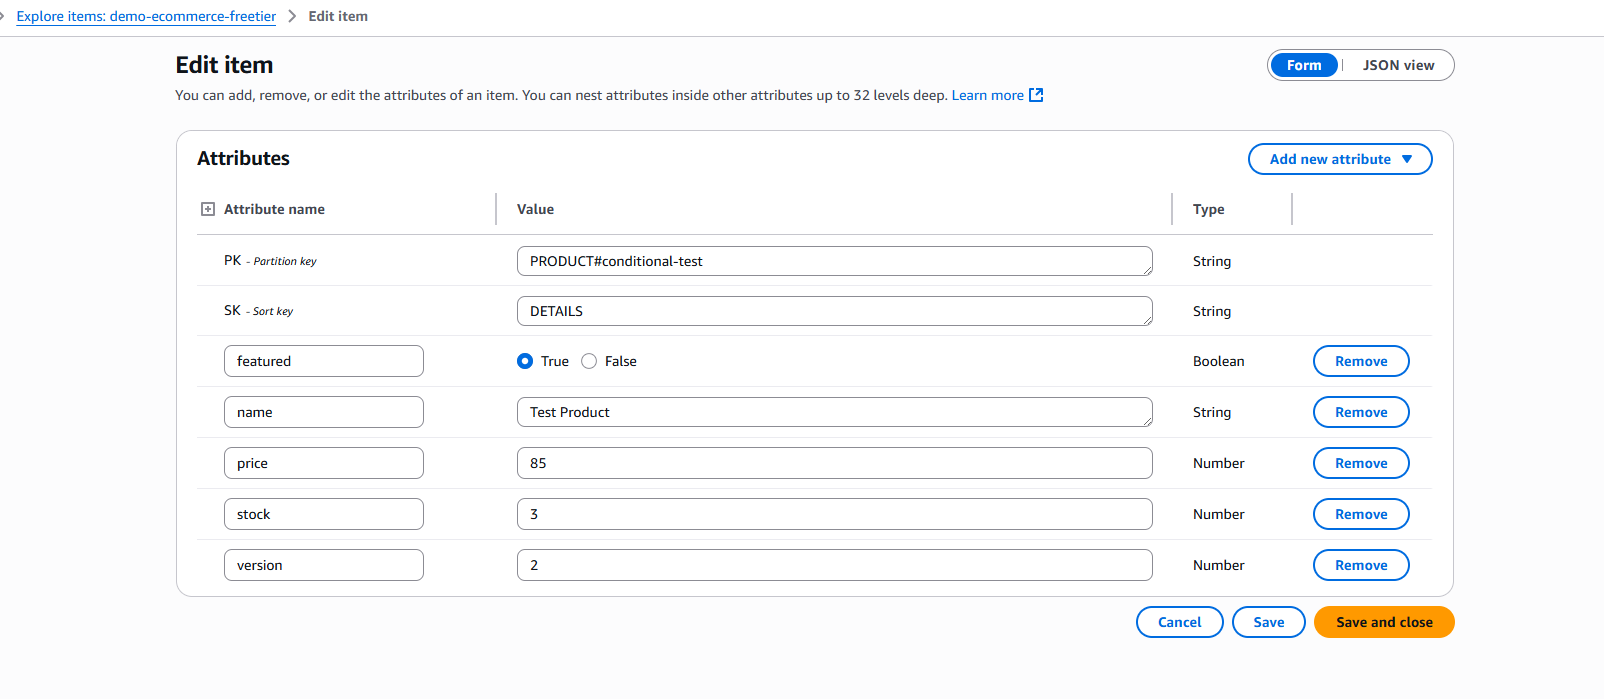 Explore items: demo-ecommerce-freetier > Edit item
Edit item
Form | JSON view
You can add, remove, or edit the attributes of an item. You can nest attributes inside other attributes up to 32 levels deep. Learn more
Attributes
Add new attribute
Attribute name Value Type
PK - Partition key PRODUCT#conditional-test String
SK - Sort key DETAILS String
featured True False Boolean Remove
name Test Product String Remove
price 85 Number Remove
stock 3 Number Remove
version 2 Number Remove
Cancel Save Save and close